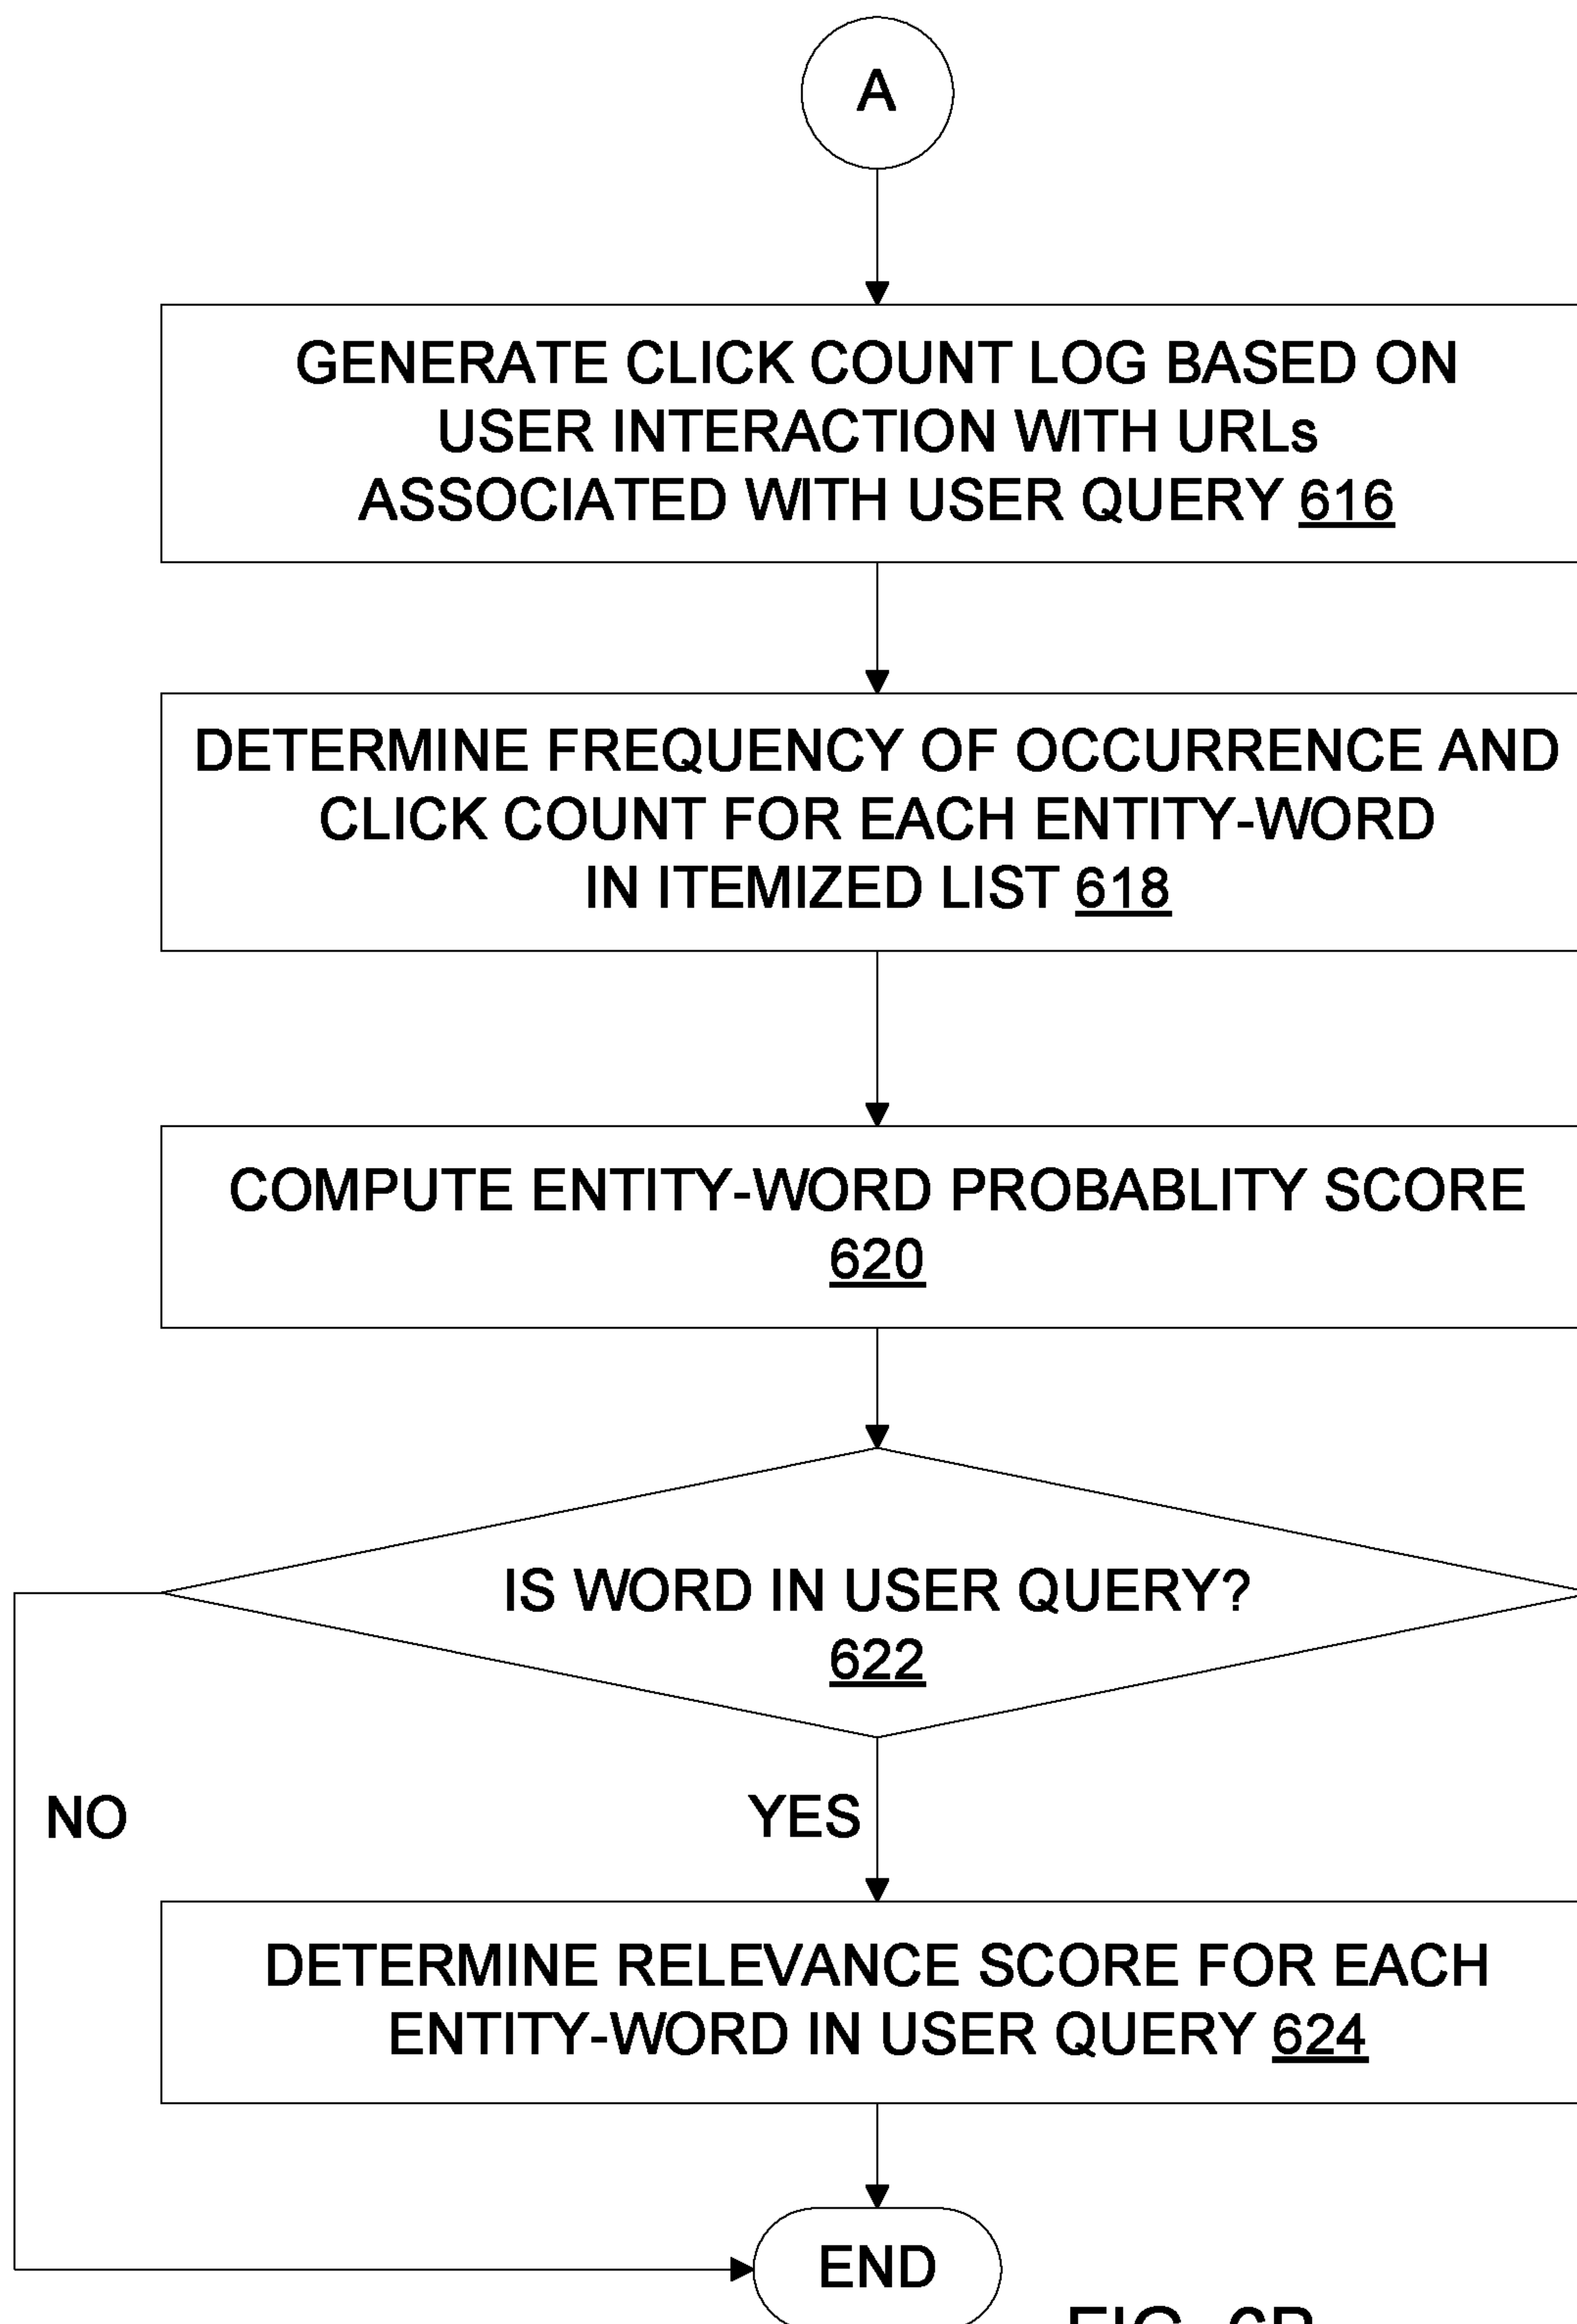 A
GENERATE CLICK COUNT LOG BASED ON
USER INTERACTION WITH URLs
ASSOCIATED WITH USER QUERY 616
DETERMINE FREQUENCY OF OCCURRENCE AND
CLICK COUNT FOR EACH ENTITY-WORD
IN ITEMIZED LIST 618
COMPUTE ENTITY-WORD PROBABLITY SCORE
620
IS WORD IN USER QUERY?
622
NO
YES
DETERMINE RELEVANCE SCORE FOR EACH
ENTITY-WORD IN USER QUERY 624
END